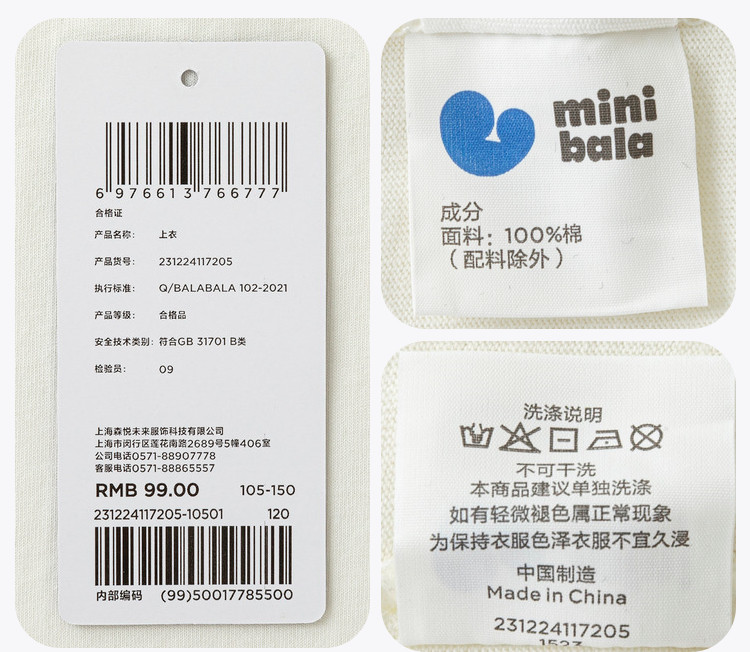 6 976613 766777
合格证
产品名称: 上衣
产品货号: 231224117205
执行标准: Q/BALABALA 102-2021
产品等级: 合格品
安全技术类别: 符合GB 31701 B类
检验员: 09
上海森悦未来服饰科技有限公司
上海市闵行区莲花南路2689号5幢406室
公司电话0571-88907778
客服电话0571-88865557
RMB 99.00 105-150
231224117205-10501 120
内部编码 (99)50017785500
mini
bala
成分
面料: 100%棉
(配料除外)
洗涤说明
不可干洗
本商品建议单独洗涤
如有轻微褪色属正常现象
为保持衣服色泽衣服不宜久浸
中国制造
Made in China
231224117205